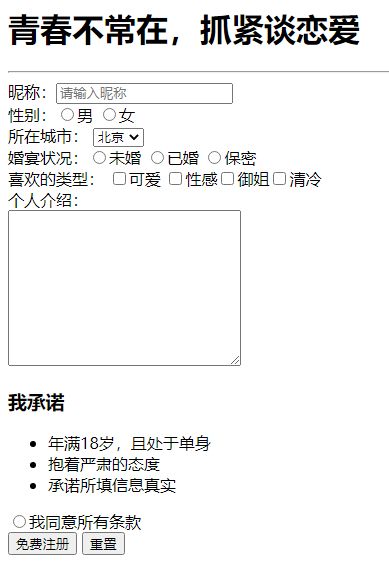 青春不常在，抓紧谈恋爱
昵称：请输入昵称
性别：男 女
所在城市：北京
婚宴状况：未婚 已婚 保密
喜欢的类型：可爱 性感 御姐 清冷
个人介绍：
我承诺
年满18岁，且处于单身
抱着严肃的态度
承诺所填信息真实
我同意所有条款
免费注册 重置